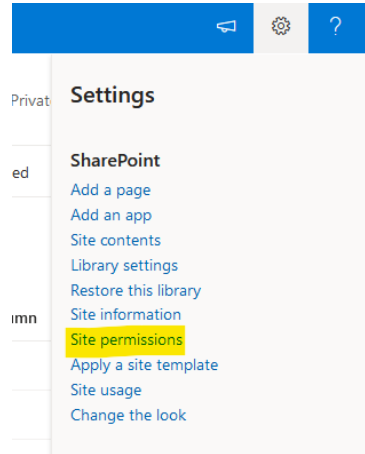 ?
Privat
Settings
SharePoint
ed
Add a page
Add an app
Site contents
Library settings
Restore this library
umn
Site information
Site permissions
Apply a site template
Site usage
Change the look